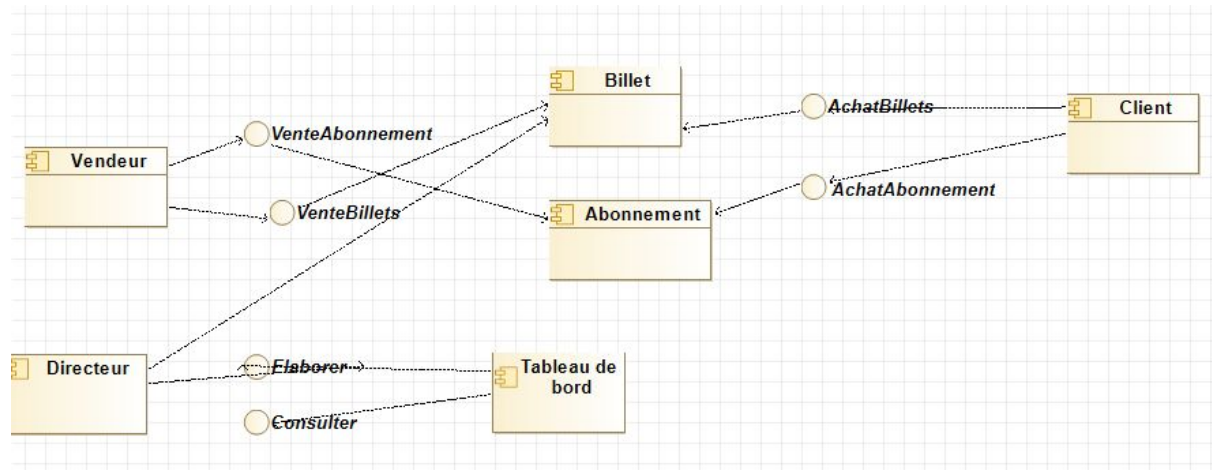 Billet
AchatBillets
Client
VenteAbonnement
Vendeur
AchatAbonnement
VenteBillets
Abonnement
Directeur
Elaborer
Tableau de
bord
Consulter